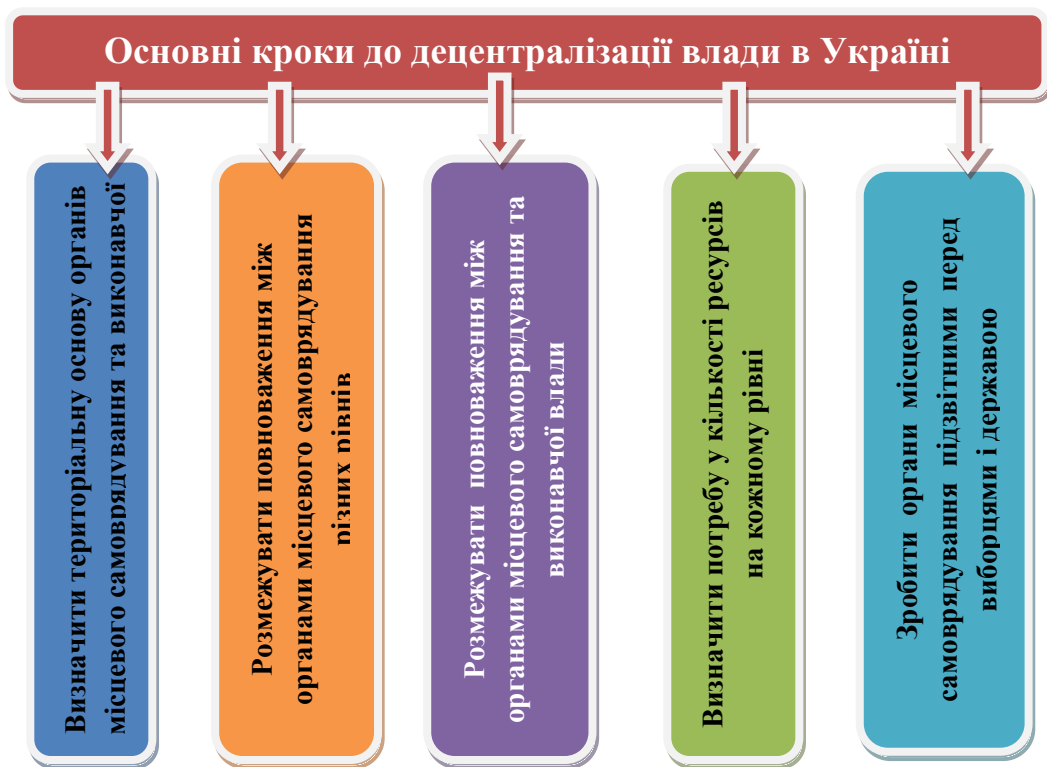 Основні кроки до децентралізації влади в Україні
Визначити територіальну основу органів
місцевого самоврядування та виконавчої
Розмежувати повноваження між
органами місцевого самоврядування
різних рівнів
Розмежувати повноваження між
органами місцевого самоврядування та
виконавчої влади
Визначити потребу у кількості ресурсів
на кожному рівні
Зробити органи місцевого
самоврядування підзвітними перед
виборцями і державою